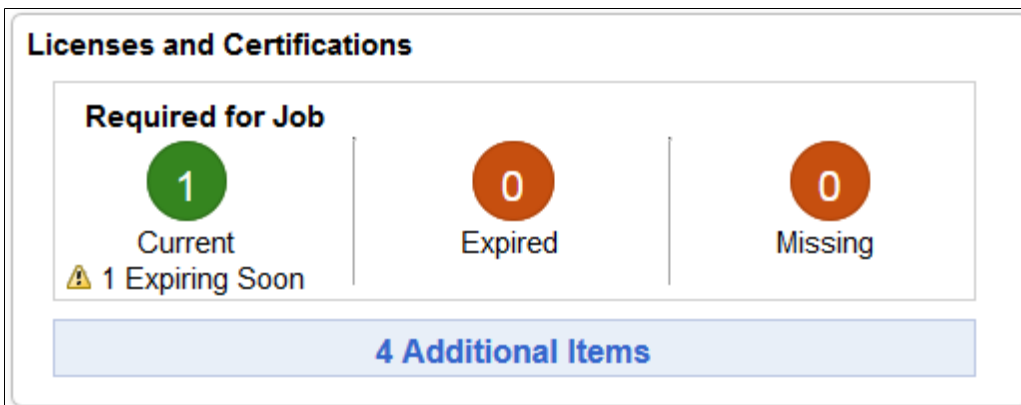 Licenses and Certifications
Required for Job
1
0
0
Current
Expired
Missing
1 Expiring Soon
4 Additional Items